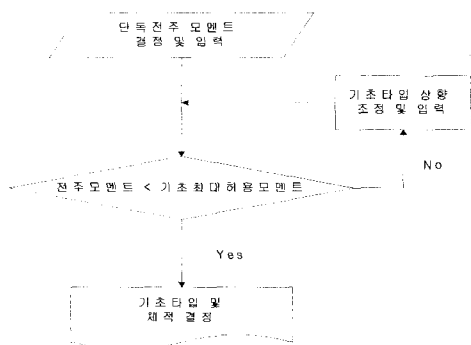 단독전주 모멘트
결정 및 입력
기초타입 상향
조정 및 입력
No
전주모멘트 < 기초최대허용모멘트
Yes
기초타입 및
체적 결정